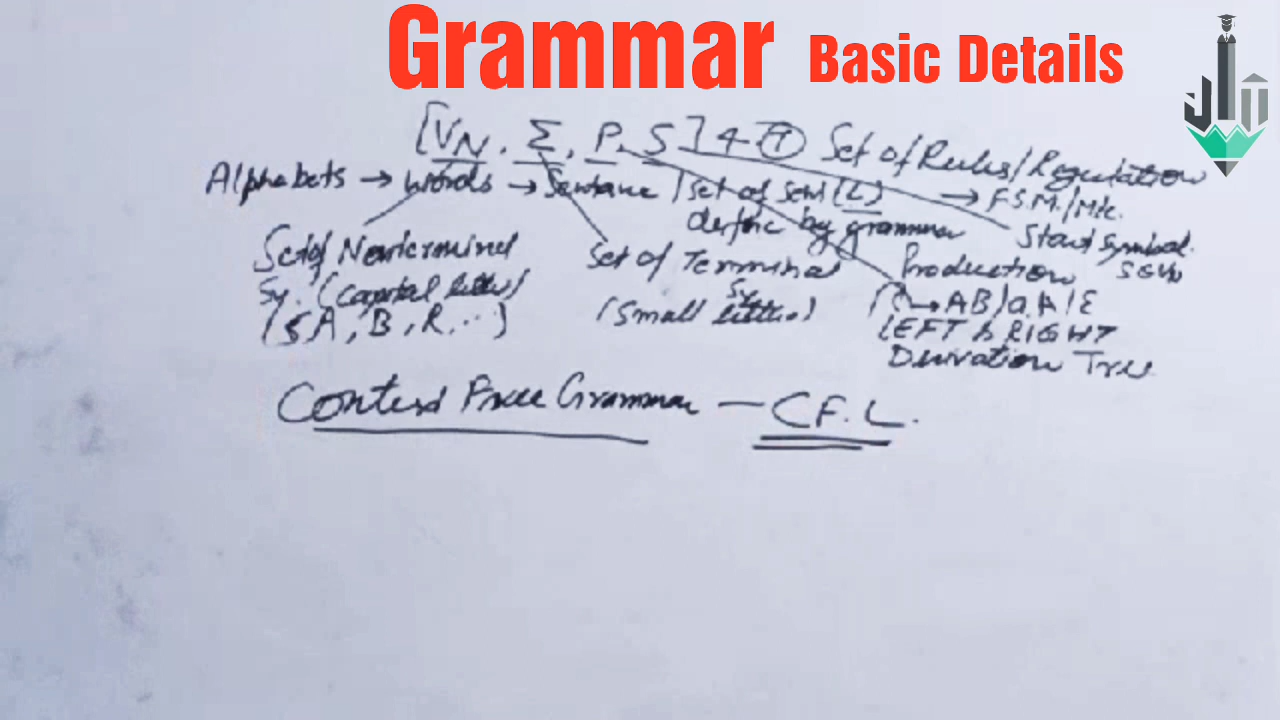 Grammar Basic Details
[VN, Σ, P, S] 4 - T Set of Rules/Regulation
Alphabets → words → Sentance / Set of Sent (L) → F.S.M./M/c.
define by grammer
Start Symbol
Set of Nonterminal
Set of Terminal
Production
Sy. (Capital letter)
Sy
→ AB/aA/ε
(S, A, B, R, ...)
(Small letter)
LEFT & RIGHT
Derivation Tree
Context Free Grammar — C.F.L.